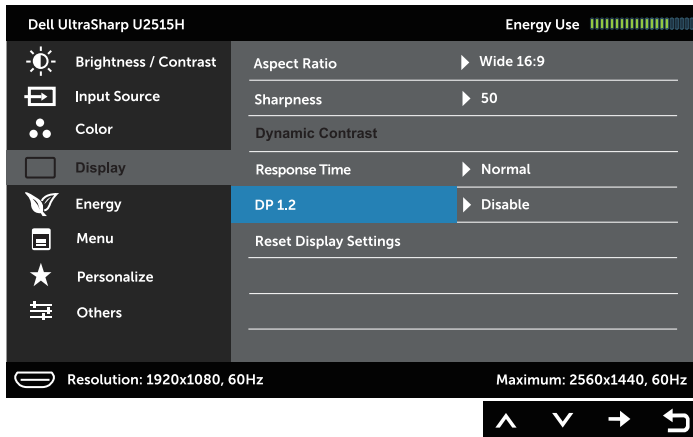 Dell UltraSharp U2515H
Energy Use
Brightness / Contrast
Input Source
Color
Display
Energy
Menu
Personalize
Others
Aspect Ratio
Wide 16:9
Sharpness
50
Dynamic Contrast
Response Time
Normal
DP 1.2
Disable
Reset Display Settings
Resolution: 1920x1080, 60Hz
Maximum: 2560x1440, 60Hz